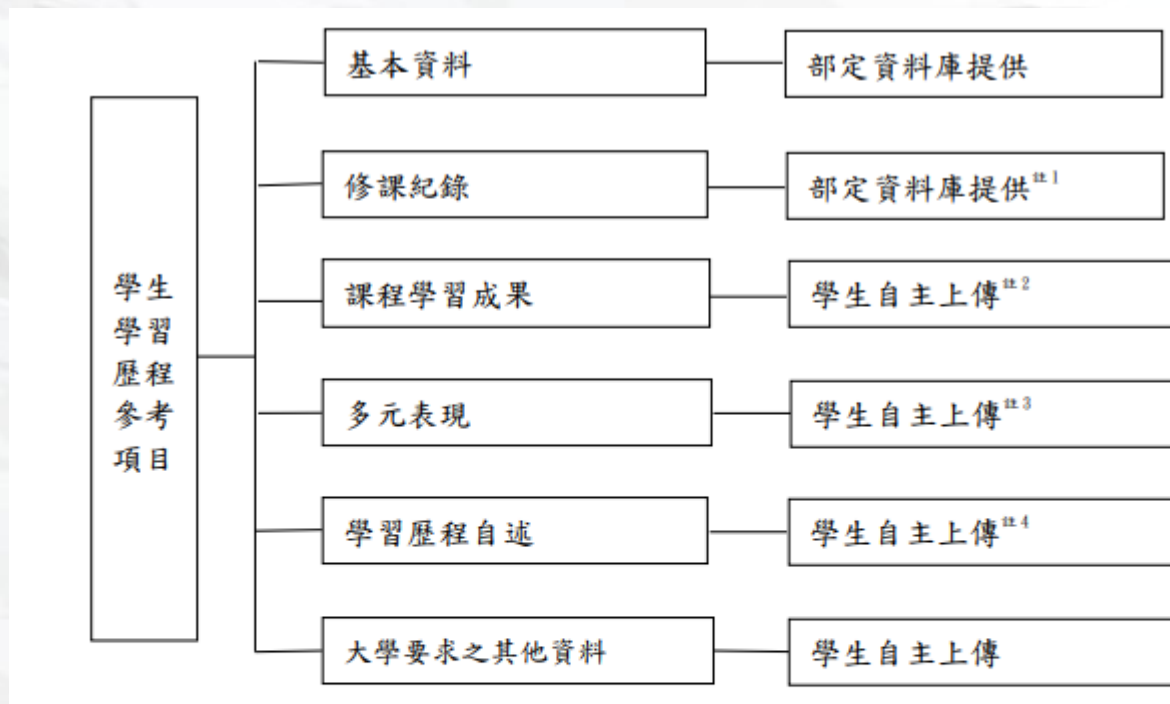 學生
學習
歷程
參考
項目
基本資料
部定資料庫提供
修課紀錄
部定資料庫提供註1
課程學習成果
學生自主上傳註2
多元表現
學生自主上傳註3
學習歷程自述
學生自主上傳註4
大學要求之其他資料
學生自主上傳